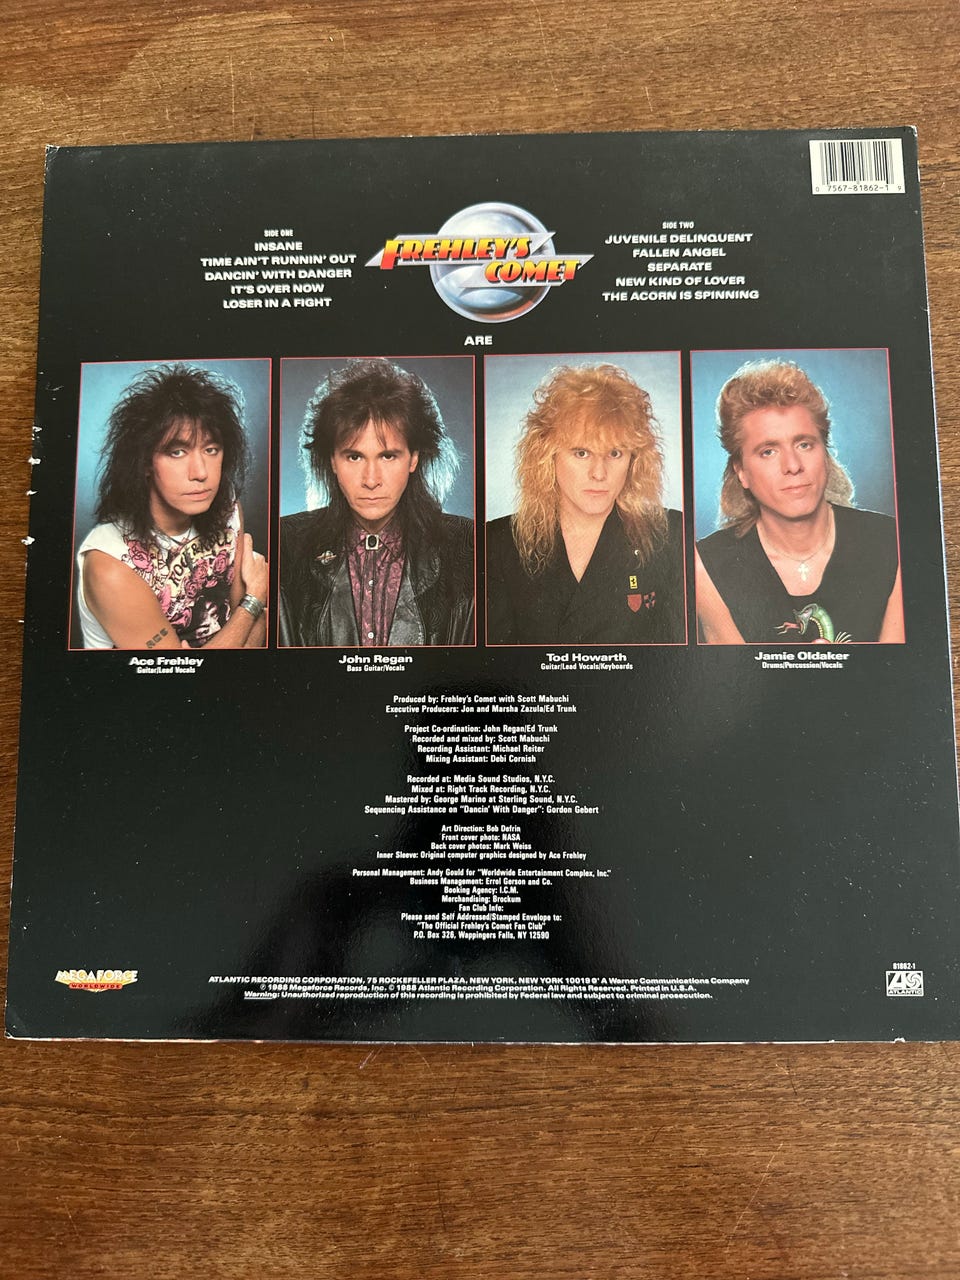 0 7567-81862-1 9
SIDE ONE
INSANE
TIME AIN'T RUNNIN' OUT
DANCIN' WITH DANGER
IT'S OVER NOW
LOSER IN A FIGHT
FREHLEY'S
COMET
SIDE TWO
JUVENILE DELINQUENT
FALLEN ANGEL
SEPARATE
NEW KIND OF LOVER
THE ACORN IS SPINNING
ARE
Ace Frehley
Guitar/Lead Vocals
John Regan
Bass Guitar/Vocals
Tod Howarth
Guitar/Lead Vocals/Keyboards
Jamie Oldaker
Drums/Percussion/Vocals
Produced by: Frehley's Comet with Scott Mabuchi
Executive Producers: Jon and Marsha Zazula/Ed Trunk
Project Co-ordination: John Regan/Ed Trunk
Recorded and mixed by: Scott Mabuchi
Recording Assistant: Michael Reiter
Mixing Assistant: Debi Cornish
Recorded at: Media Sound Studios, N.Y.C.
Mixed at: Right Track Recording, N.Y.C.
Mastered by: George Marino at Sterling Sound, N.Y.C.
Sequencing Assistance on "Dancin' With Danger": Gordon Gebert
Art Direction: Bob Defrin
Front cover photo: NASA
Back cover photos: Mark Weiss
Inner Sleeve: Original computer graphics designed by Ace Frehley
Personal Management: Andy Gould for "Worldwide Entertainment Complex, Inc."
Business Management: Errol Gerson and Co.
Booking Agency: I.C.M.
Merchandising: Brockum
Fan Club Info:
Please send Self Addressed/Stamped Envelope to:
"The Official Frehley's Comet Fan Club"
P.O. Box 326, Wappingers Falls, NY 12590
MEGAFORCE
WORLDWIDE
ATLANTIC RECORDING CORPORATION, 75 ROCKEFELLER PLAZA, NEW YORK, NEW YORK 10019 ©* A Warner Communications Company
℗ 1988 Megaforce Records, Inc. © 1988 Atlantic Recording Corporation. All Rights Reserved. Printed in U.S.A.
Warning: Unauthorized reproduction of this recording is prohibited by Federal law and subject to criminal prosecution.
81862-1
ATLANTIC